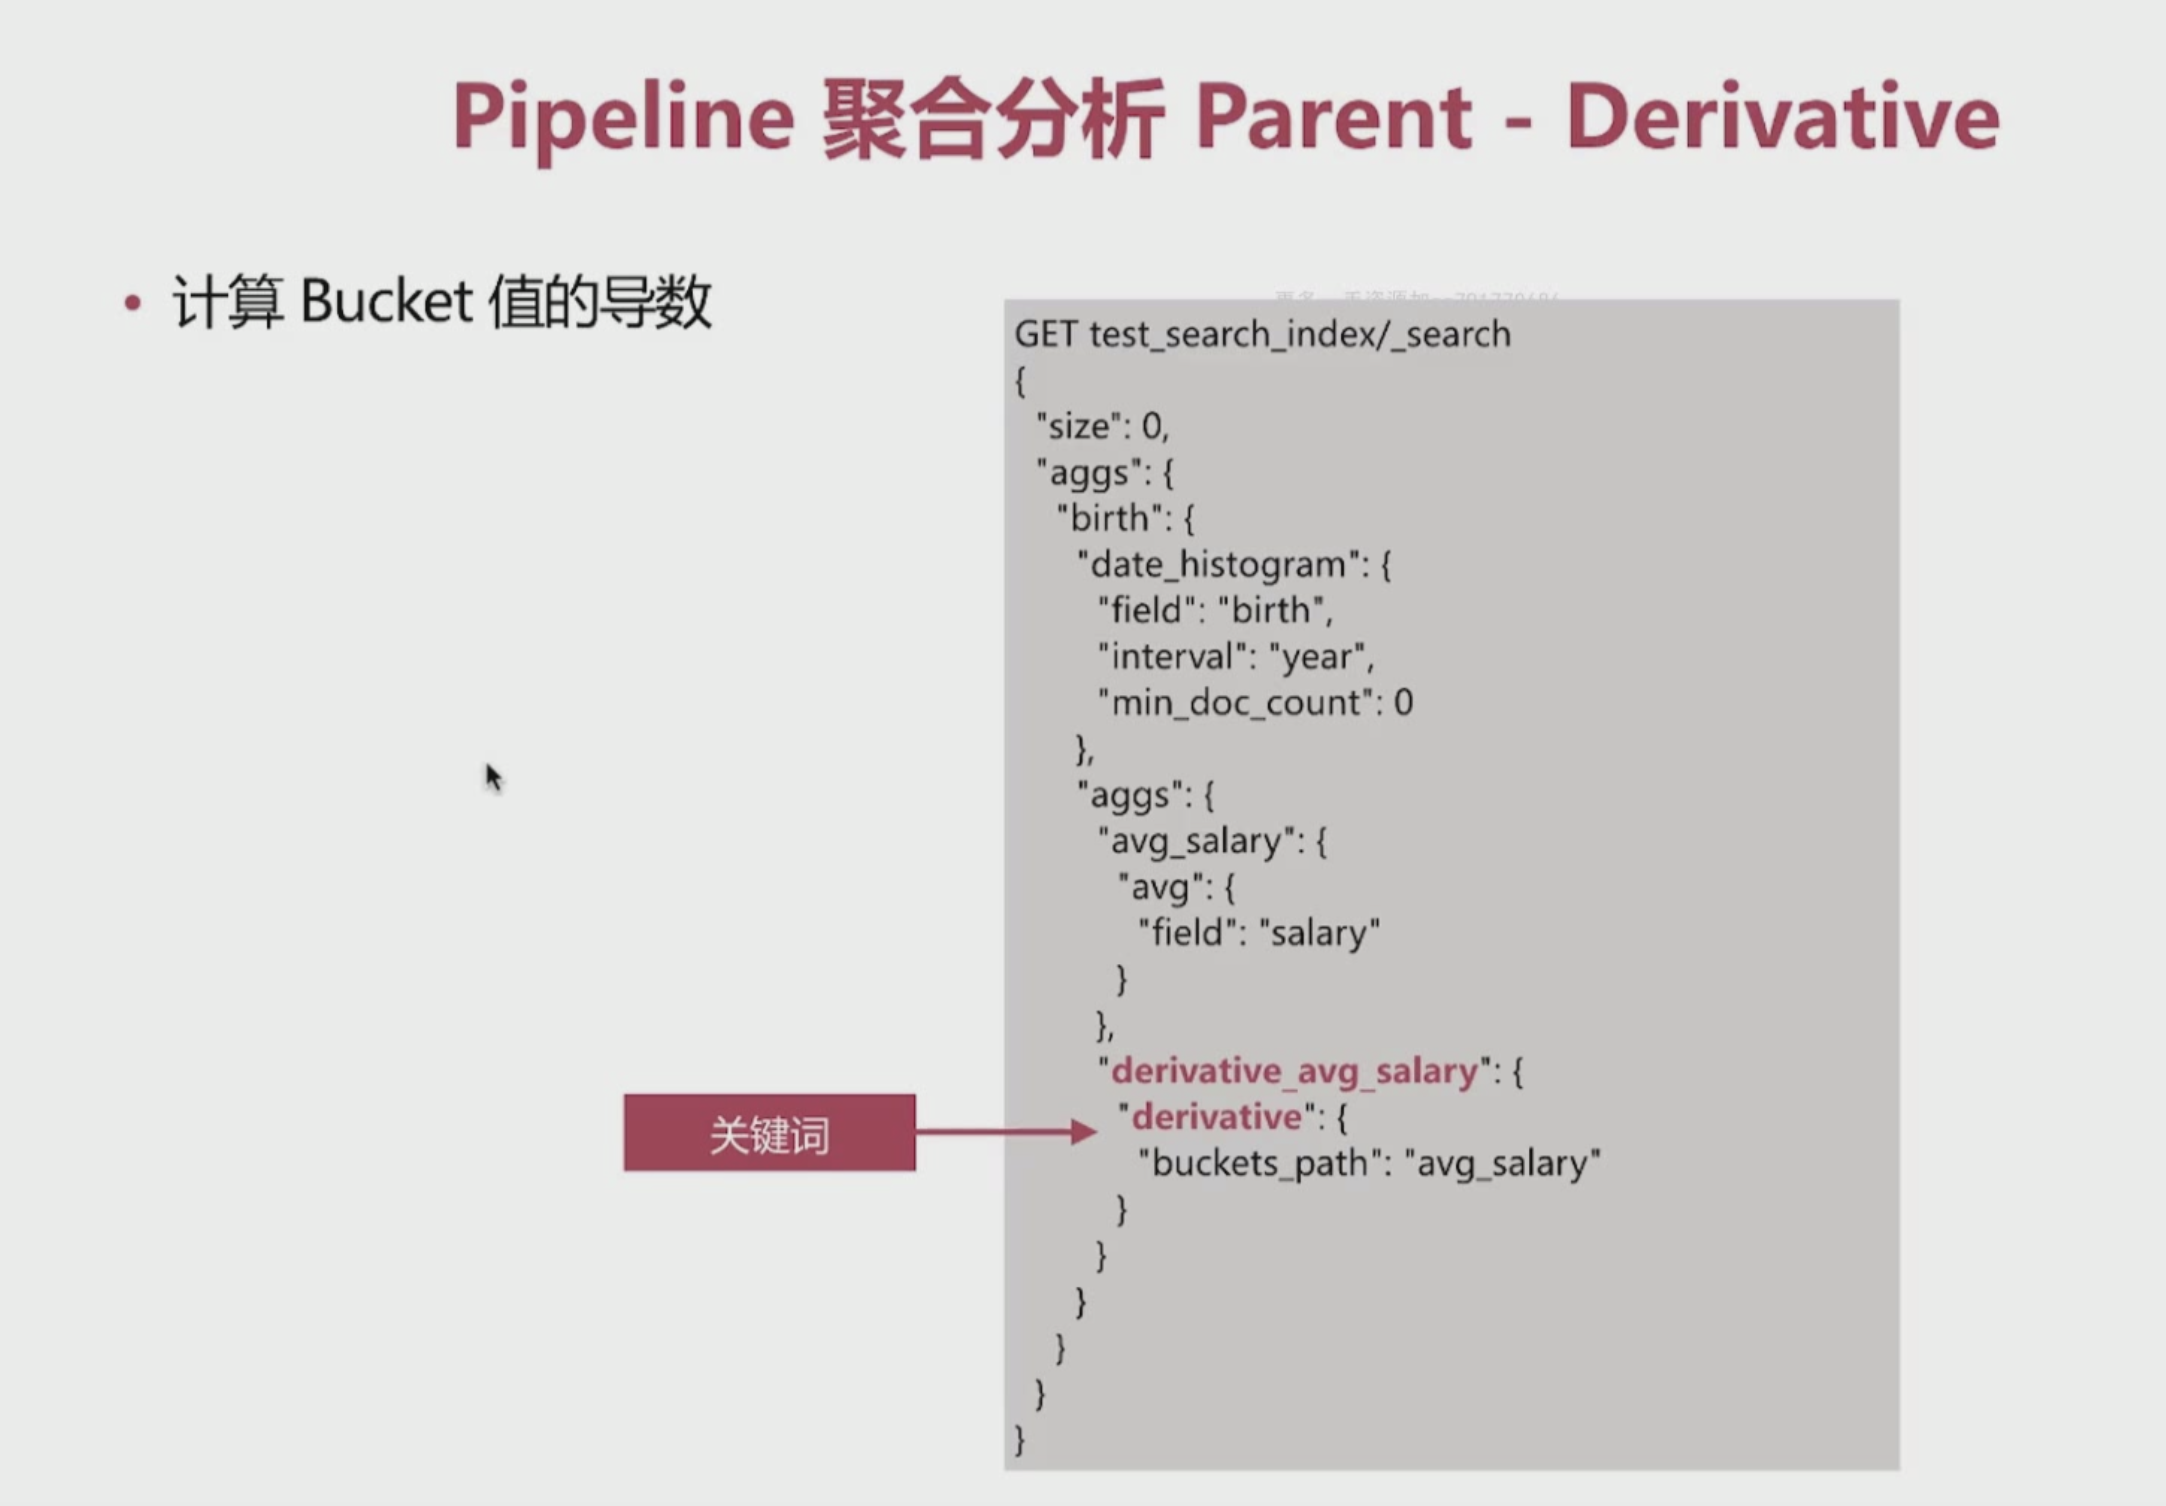 Pipeline 聚合分析 Parent - Derivative
• 计算 Bucket 值的导数
GET test_search_index/_search
{
"size": 0,
"aggs": {
"birth": {
"date_histogram": {
"field": "birth",
"interval": "year",
"min_doc_count": 0
},
"aggs": {
"avg_salary": {
"avg": {
"field": "salary"
}
},
"derivative_avg_salary": {
关键词
"derivative": {
"buckets_path": "avg_salary"
}
}
}
}
}
}